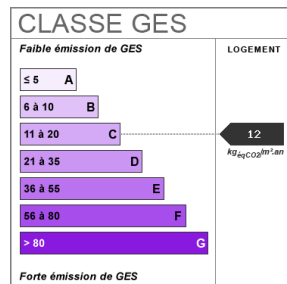 CLASSE GES
Faible émission de GES
LOGEMENT
≤ 5 A
6 à 10 B
11 à 20 C
12
kgéqCO2/m².an
21 à 35 D
36 à 55 E
56 à 80 F
> 80 G
Forte émission de GES